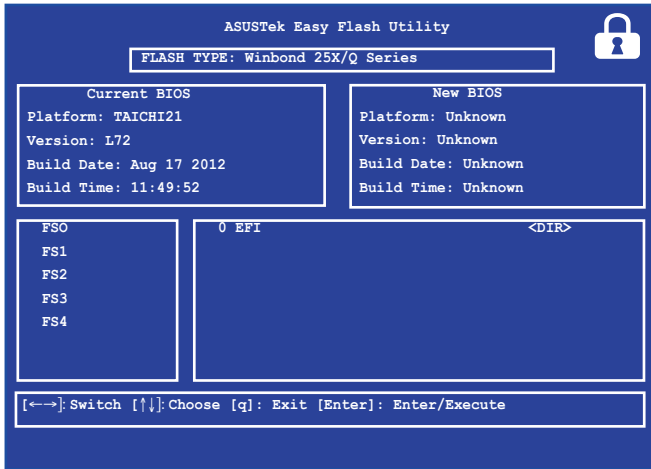 ASUSTek Easy Flash Utility
FLASH TYPE: Winbond 25X/Q Series
Current BIOS
Platform: TAICHI21
Version: L72
Build Date: Aug 17 2012
Build Time: 11:49:52
New BIOS
Platform: Unknown
Version: Unknown
Build Date: Unknown
Build Time: Unknown
FSO
FS1
FS2
FS3
FS4
0 EFI <DIR>
[←→]: Switch [↑↓]: Choose [q]: Exit [Enter]: Enter/Execute